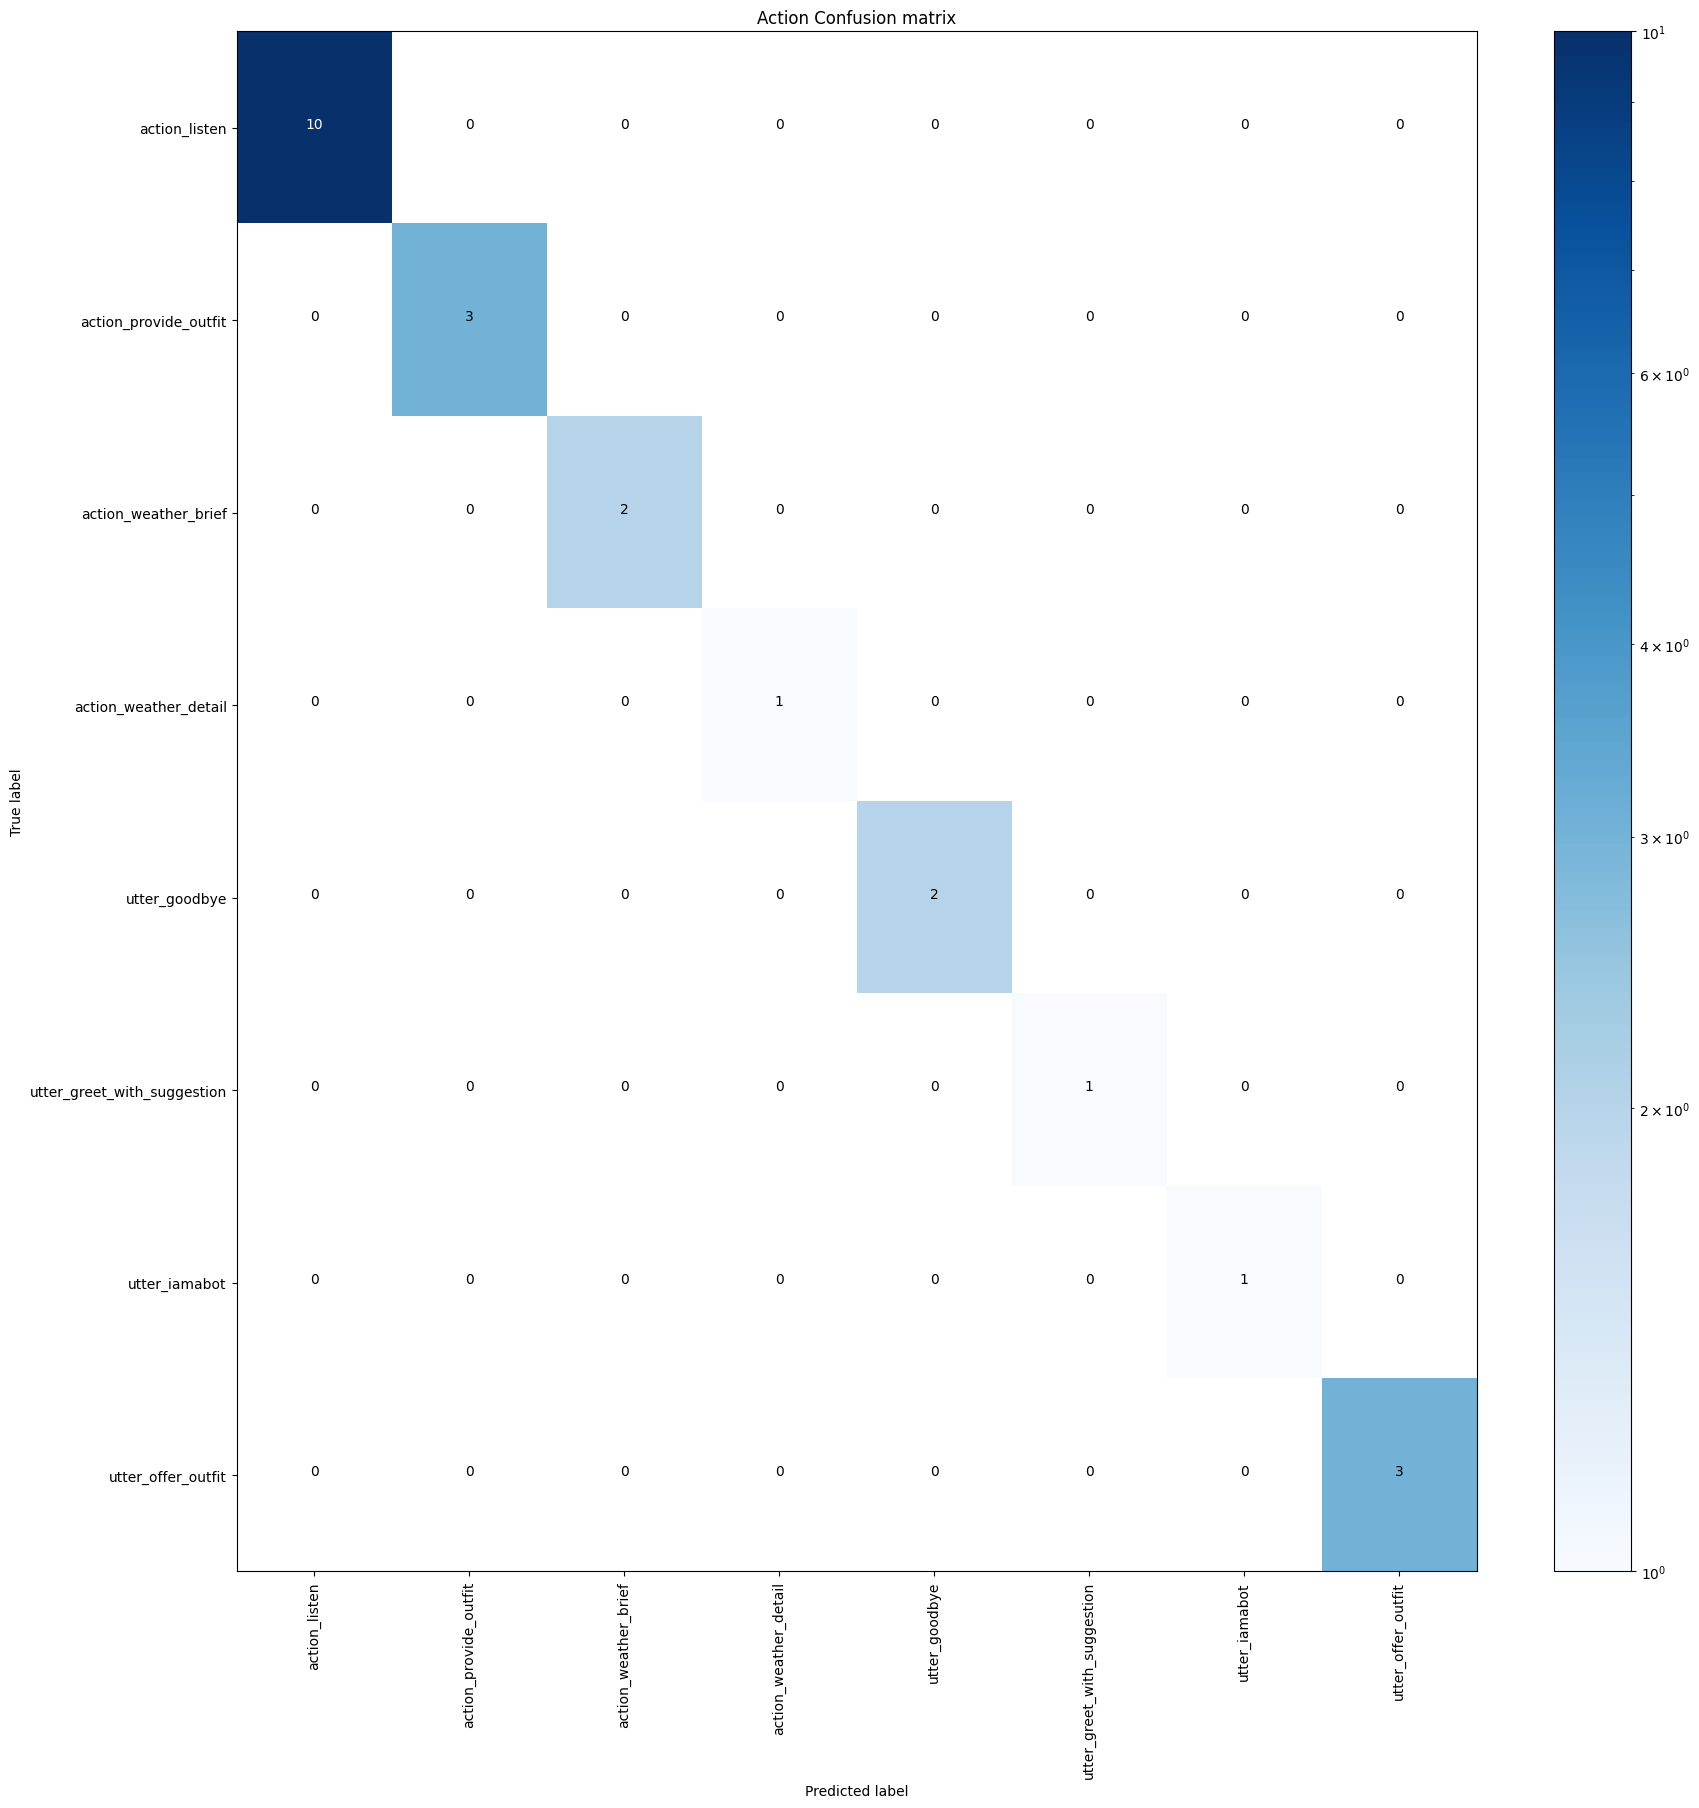 Action Confusion matrix
True label
action_listen 10 0 0 0 0 0 0 0
action_provide_outfit 0 3 0 0 0 0 0 0
action_weather_brief 0 0 2 0 0 0 0 0
action_weather_detail 0 0 0 1 0 0 0 0
utter_goodbye 0 0 0 0 2 0 0 0
utter_greet_with_suggestion 0 0 0 0 0 1 0 0
utter_iamabot 0 0 0 0 0 0 1 0
utter_offer_outfit 0 0 0 0 0 0 0 3
action_listen
action_provide_outfit
action_weather_brief
action_weather_detail
utter_goodbye
utter_greet_with_suggestion
utter_iamabot
utter_offer_outfit
Predicted label
10¹
6 × 10⁰
4 × 10⁰
3 × 10⁰
2 × 10⁰
10⁰